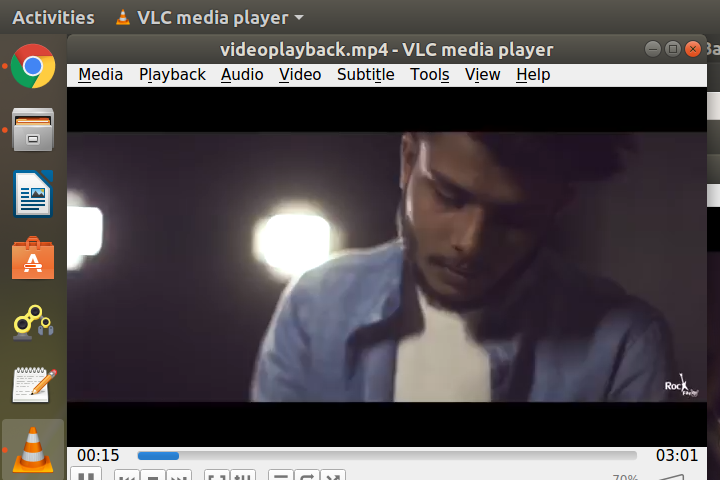 Activities VLC media player
videoplayback.mp4 - VLC media player
Media Playback Audio Video Subtitle Tools View Help
Rock
00:15 03:01
70%